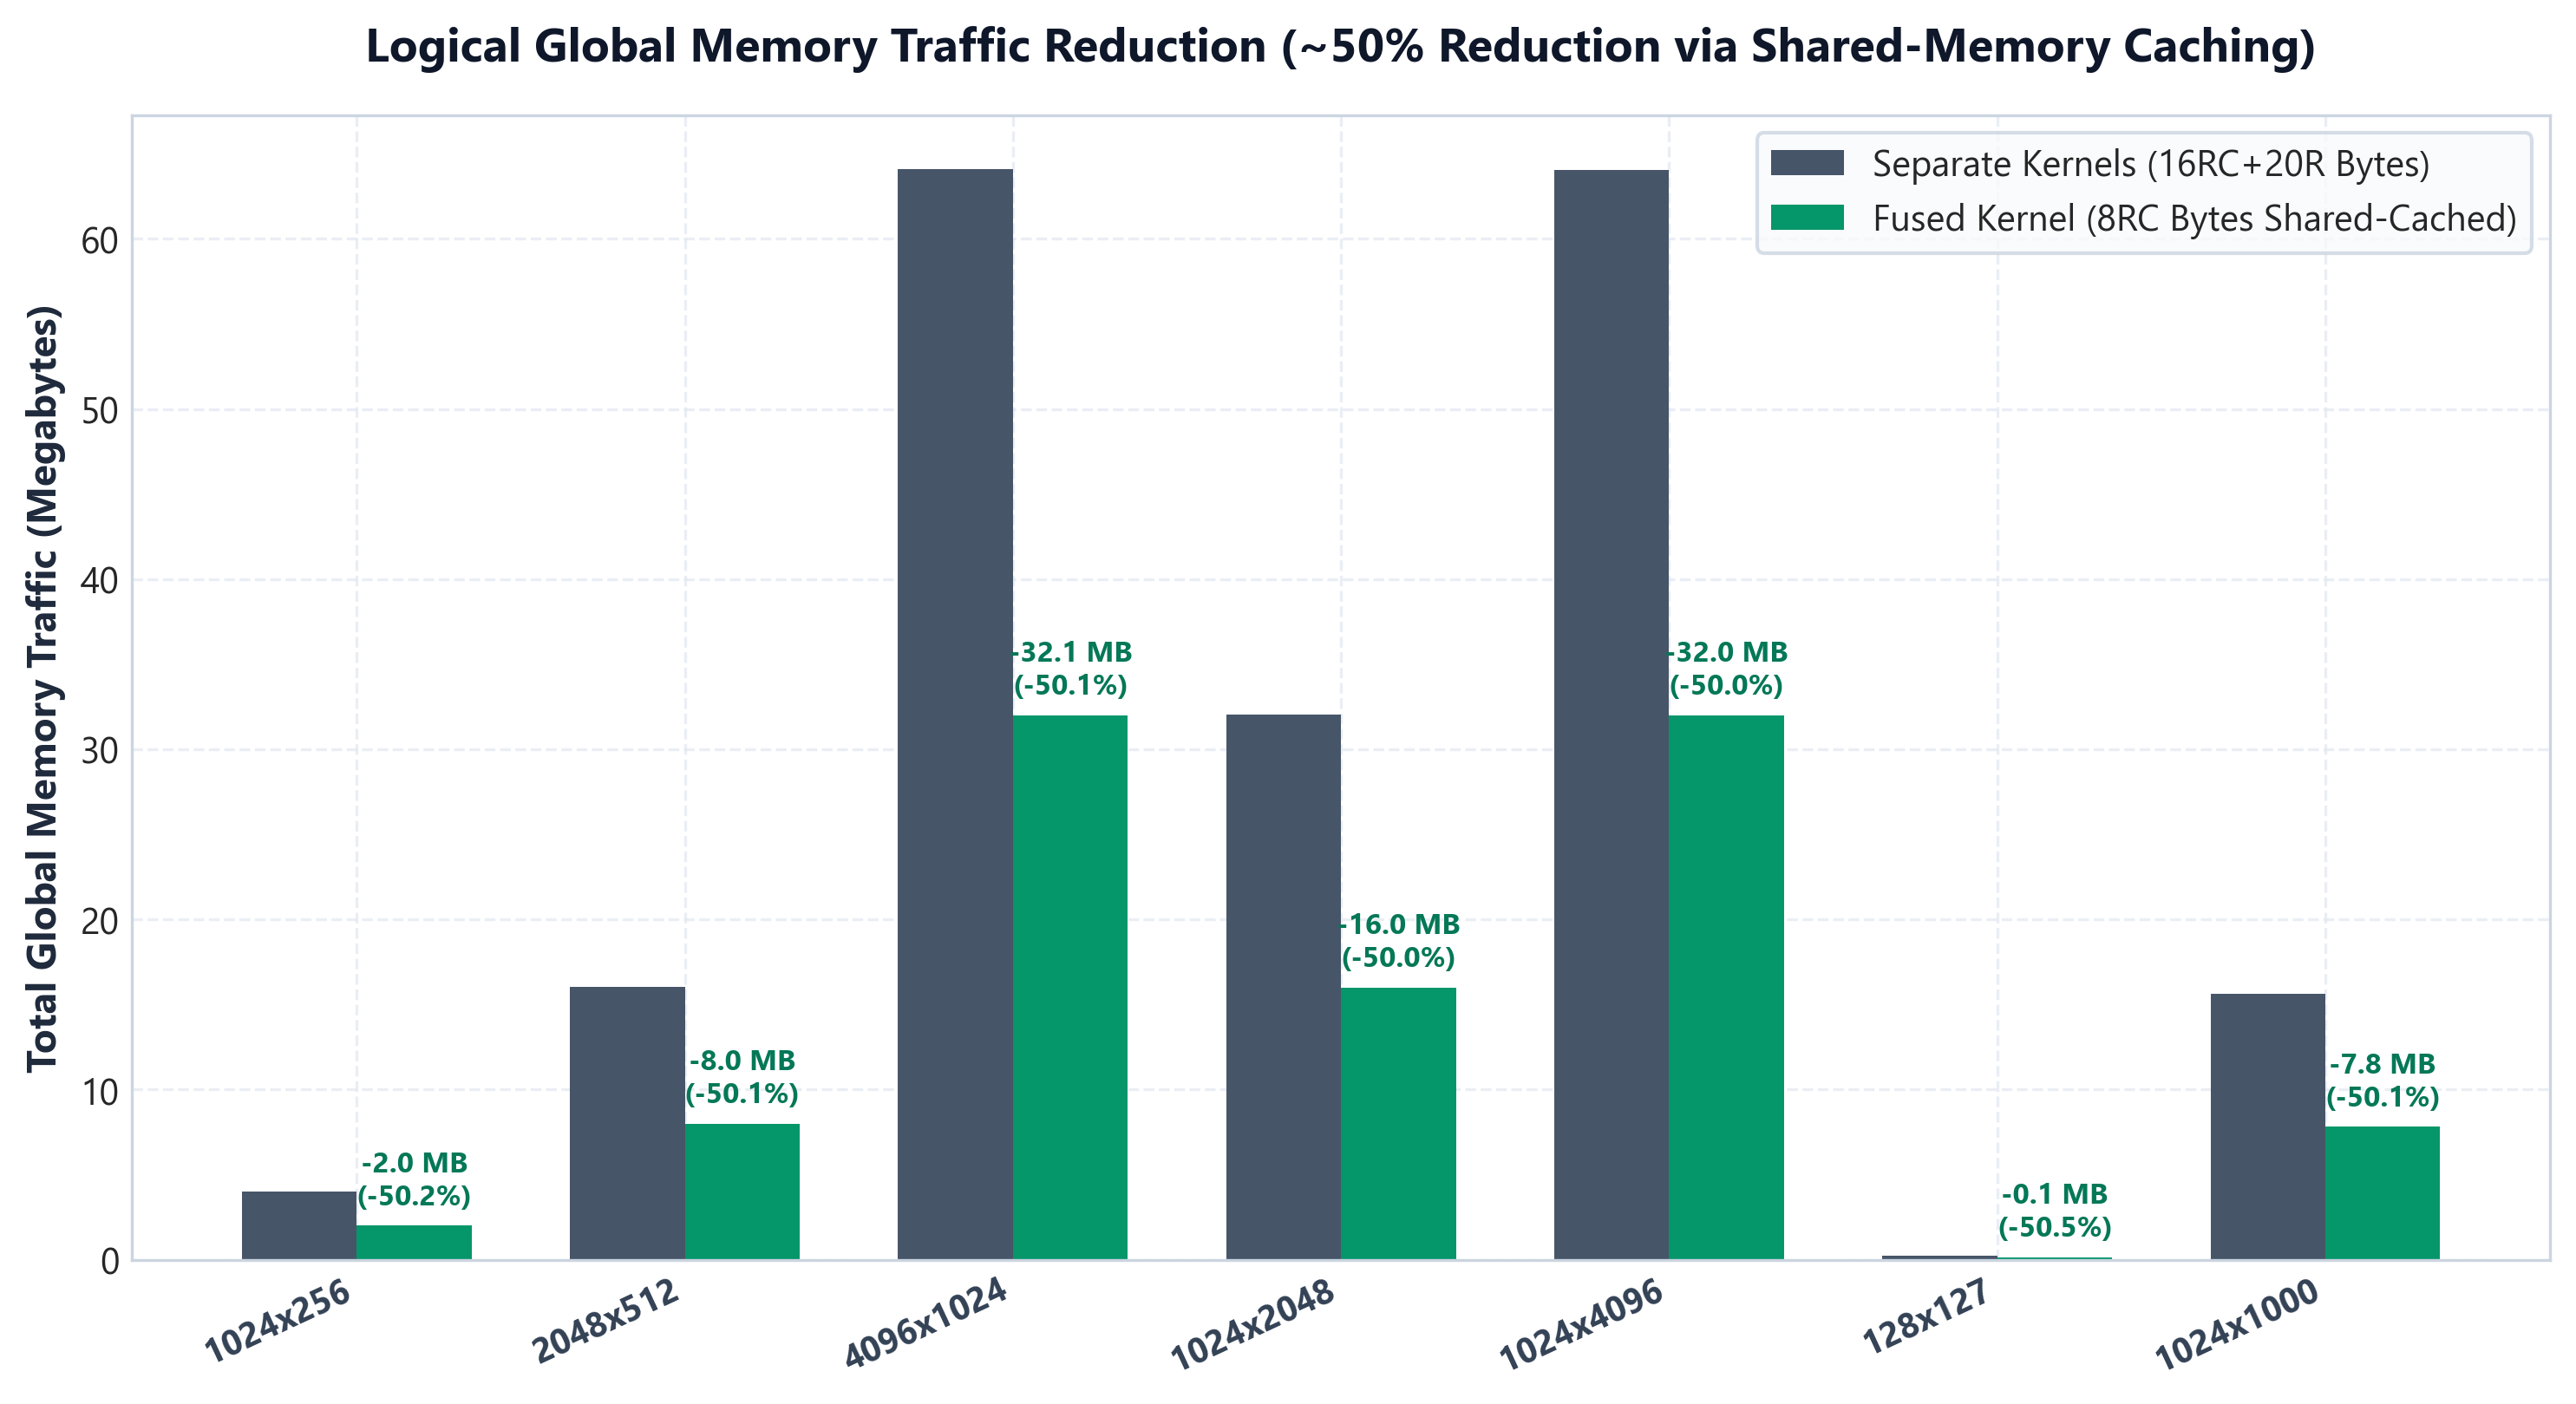 Logical Global Memory Traffic Reduction (~50% Reduction via Shared-Memory Caching)
Separate Kernels (16RC+20R Bytes)
Fused Kernel (8RC Bytes Shared-Cached)
Total Global Memory Traffic (Megabytes)
60
50
40
30
20
10
0
-2.0 MB
(-50.2%)
-8.0 MB
(-50.1%)
-32.1 MB
(-50.1%)
-16.0 MB
(-50.0%)
-32.0 MB
(-50.0%)
-0.1 MB
(-50.5%)
-7.8 MB
(-50.1%)
1024x256
2048x512
4096x1024
1024x2048
1024x4096
128x127
1024x1000